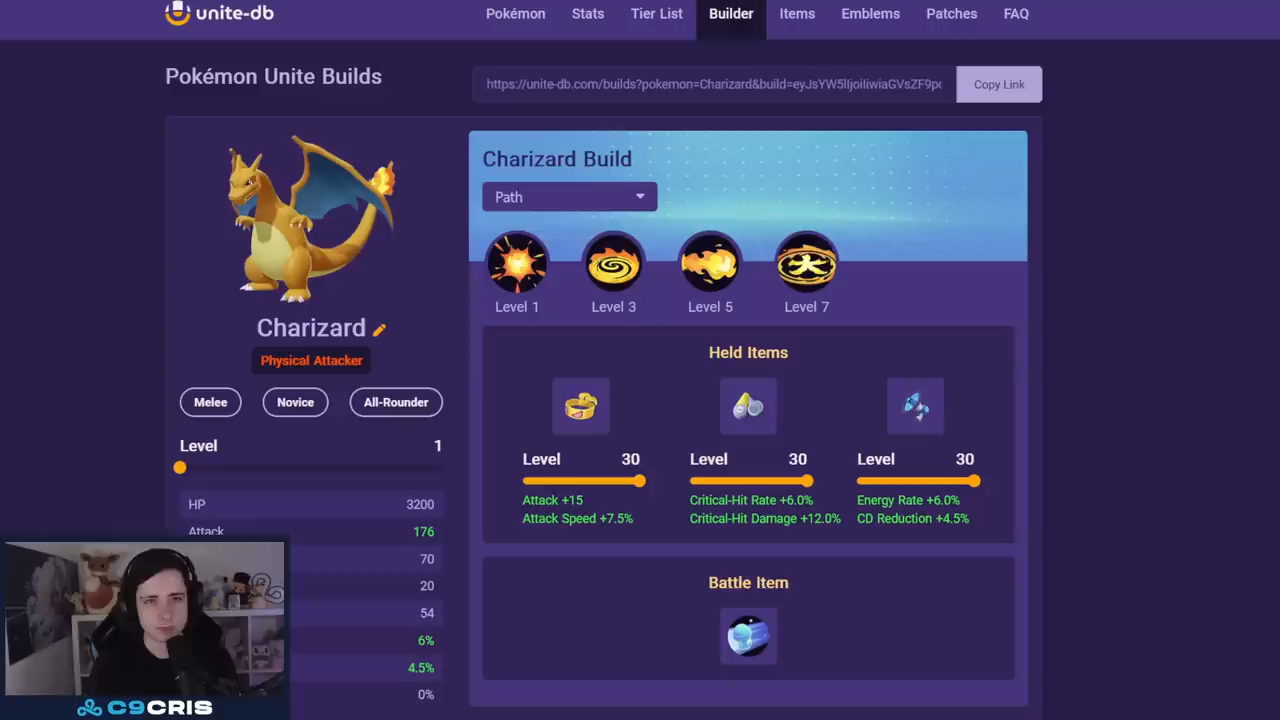 unite-db
Pokémon
Stats
Tier List
Builder
Items
Emblems
Patches
FAQ
Pokémon Unite Builds
https://unite-db.com/builds?pokemon=Charizard&build=eyJsYW5lIjoiIiwiaGVsZF9pd
Copy Link
Charizard Build
Path
Level 1
Level 3
Level 5
Level 7
Charizard
Physical Attacker
Melee
Novice
All-Rounder
Level 1
HP 3200
Attack 176
70
20
54
6%
4.5%
0%
Held Items
Level 30
Attack +15
Attack Speed +7.5%
Level 30
Critical-Hit Rate +6.0%
Critical-Hit Damage +12.0%
Level 30
Energy Rate +6.0%
CD Reduction +4.5%
Battle Item
C9CRIS